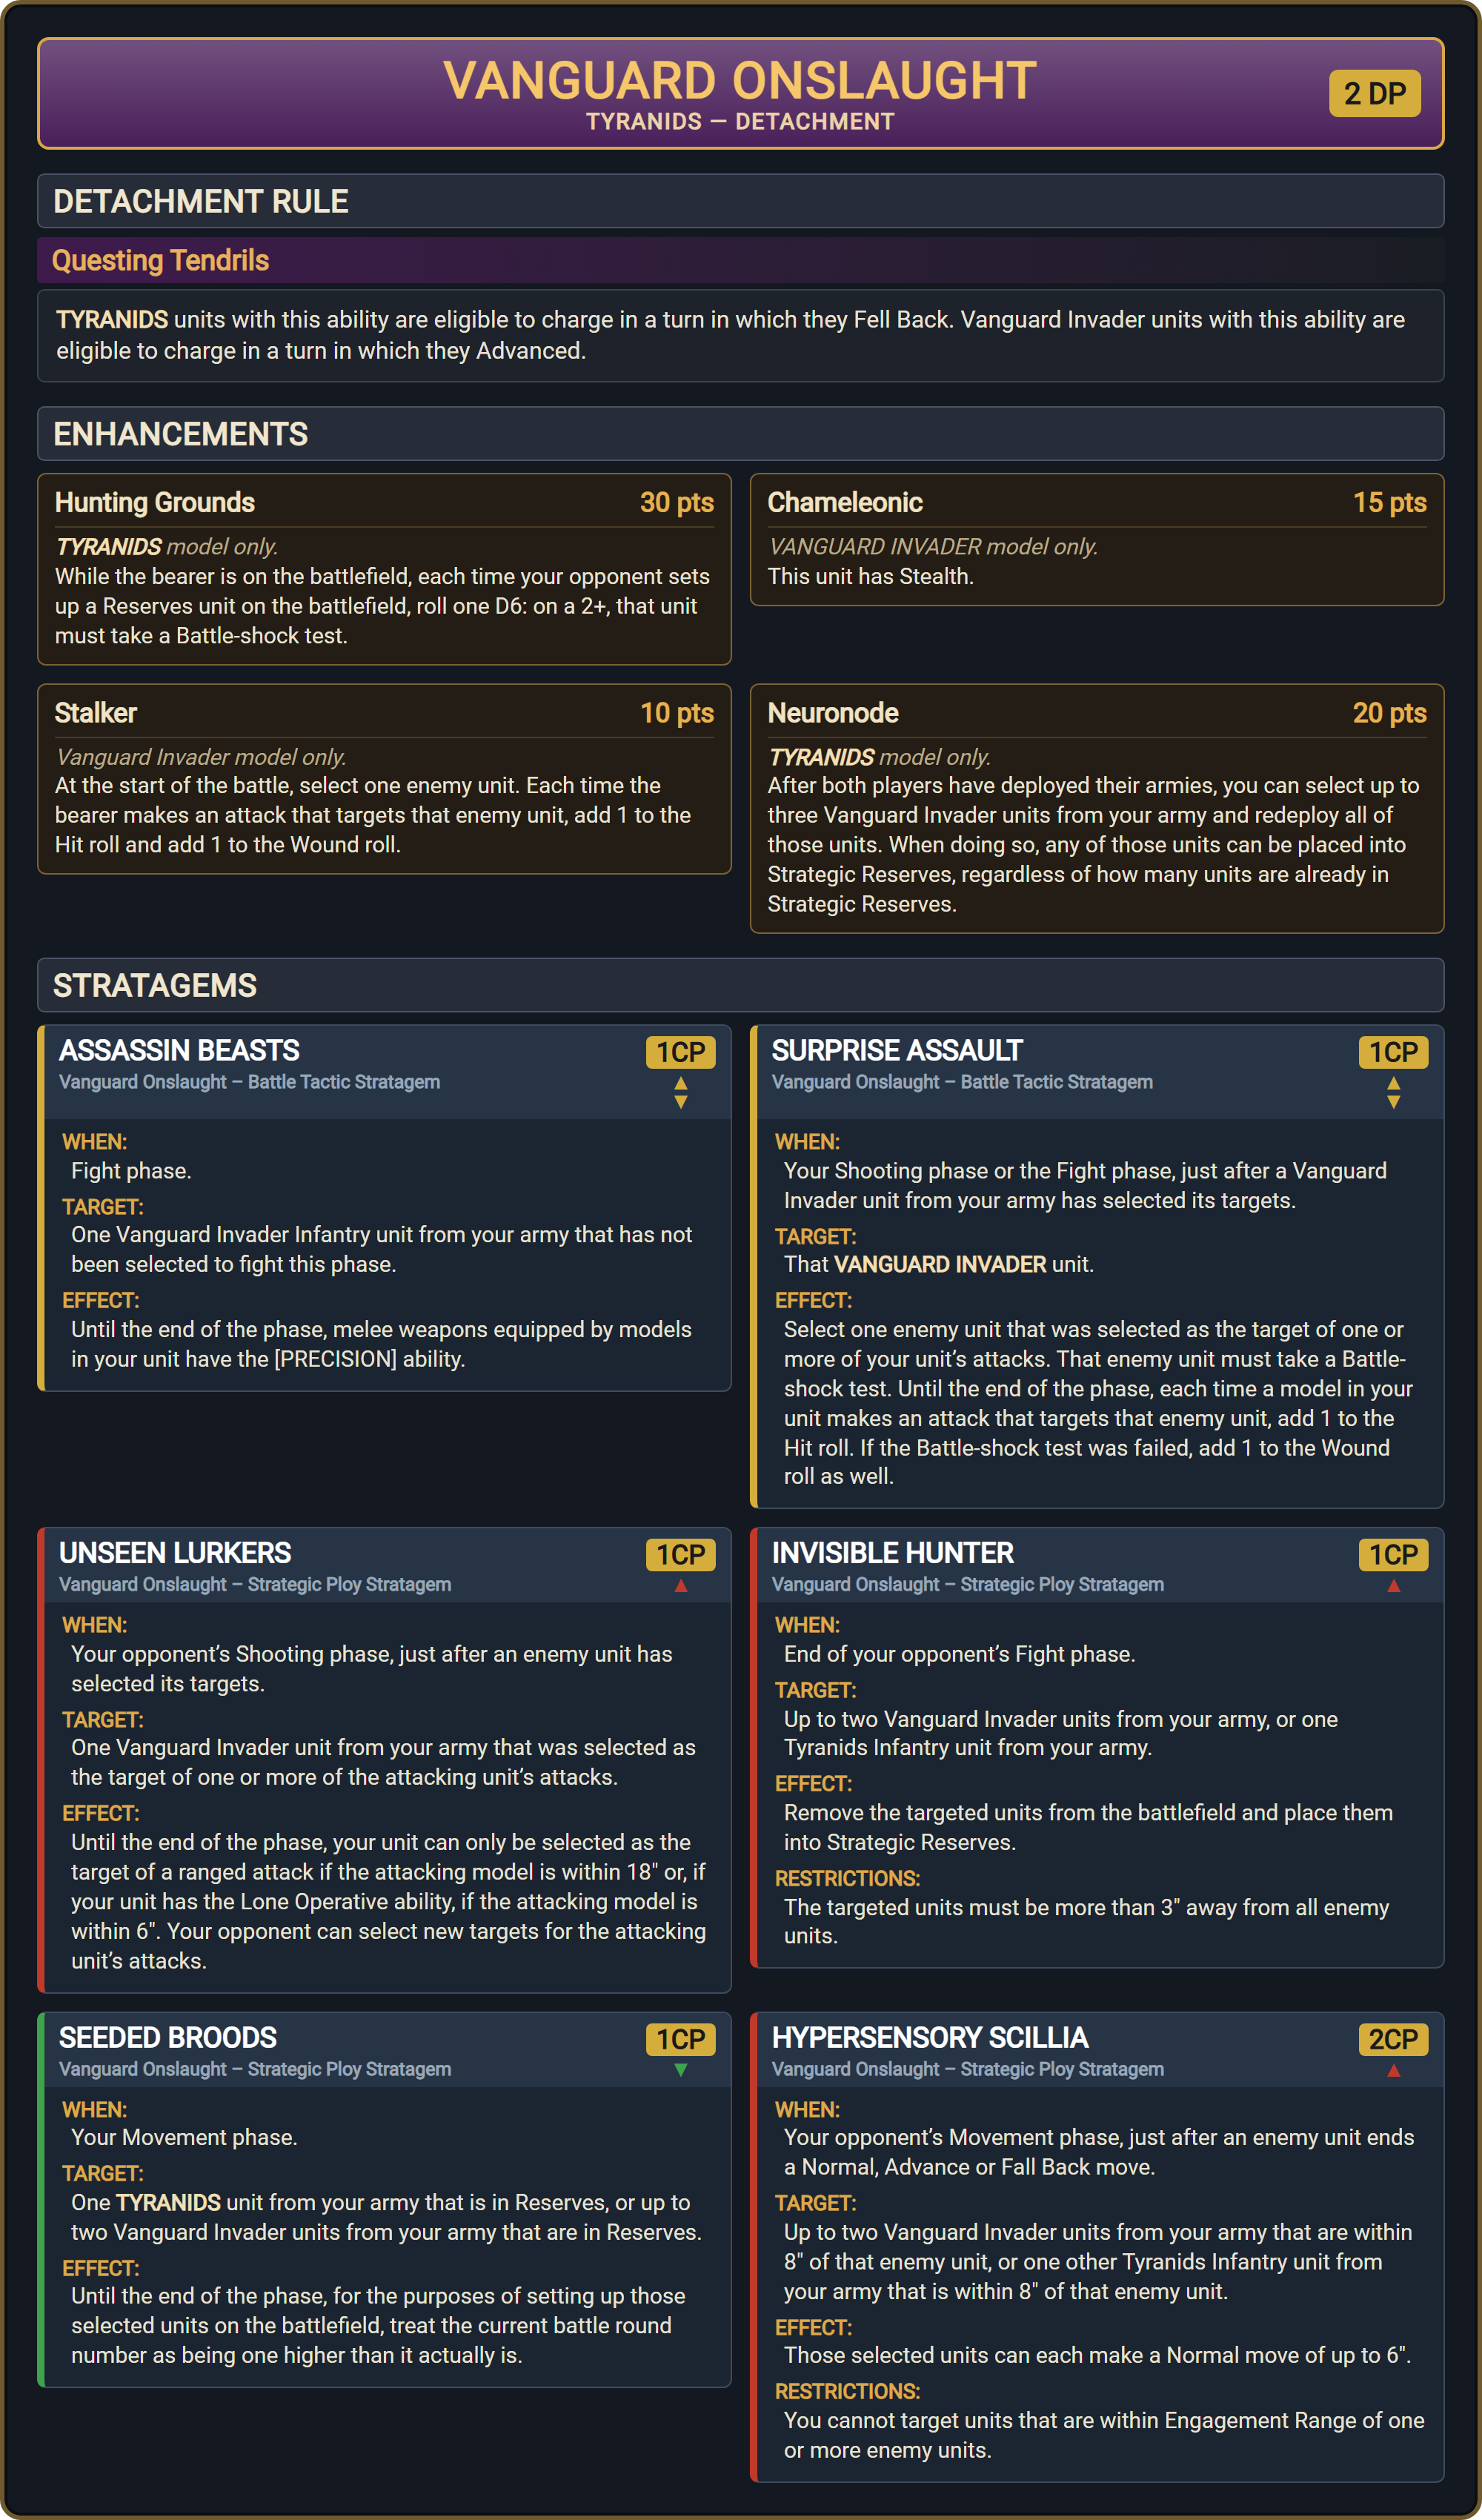 VANGUARD ONSLAUGHT
TYRANIDS — DETACHMENT
2 DP
DETACHMENT RULE
Questing Tendrils
TYRANIDS units with this ability are eligible to charge in a turn in which they Fell Back. Vanguard Invader units with this ability are
eligible to charge in a turn in which they Advanced.
ENHANCEMENTS
Hunting Grounds 30 pts
TYRANIDS model only.
While the bearer is on the battlefield, each time your opponent sets
up a Reserves unit on the battlefield, roll one D6: on a 2+, that unit
must take a Battle-shock test.
Chameleonic 15 pts
VANGUARD INVADER model only.
This unit has Stealth.
Stalker 10 pts
Vanguard Invader model only.
At the start of the battle, select one enemy unit. Each time the
bearer makes an attack that targets that enemy unit, add 1 to the
Hit roll and add 1 to the Wound roll.
Neuronode 20 pts
TYRANIDS model only.
After both players have deployed their armies, you can select up to
three Vanguard Invader units from your army and redeploy all of
those units. When doing so, any of those units can be placed into
Strategic Reserves, regardless of how many units are already in
Strategic Reserves.
STRATAGEMS
ASSASSIN BEASTS 1CP
Vanguard Onslaught – Battle Tactic Stratagem
▲
▼
WHEN:
Fight phase.
TARGET:
One Vanguard Invader Infantry unit from your army that has not
been selected to fight this phase.
EFFECT:
Until the end of the phase, melee weapons equipped by models
in your unit have the [PRECISION] ability.
SURPRISE ASSAULT 1CP
Vanguard Onslaught – Battle Tactic Stratagem
▲
▼
WHEN:
Your Shooting phase or the Fight phase, just after a Vanguard
Invader unit from your army has selected its targets.
TARGET:
That VANGUARD INVADER unit.
EFFECT:
Select one enemy unit that was selected as the target of one or
more of your unit’s attacks. That enemy unit must take a Battle-
shock test. Until the end of the phase, each time a model in your
unit makes an attack that targets that enemy unit, add 1 to the
Hit roll. If the Battle-shock test was failed, add 1 to the Wound
roll as well.
UNSEEN LURKERS 1CP
Vanguard Onslaught – Strategic Ploy Stratagem
▲
WHEN:
Your opponent’s Shooting phase, just after an enemy unit has
selected its targets.
TARGET:
One Vanguard Invader unit from your army that was selected as
the target of one or more of the attacking unit’s attacks.
EFFECT:
Until the end of the phase, your unit can only be selected as the
target of a ranged attack if the attacking model is within 18" or, if
your unit has the Lone Operative ability, if the attacking model is
within 6". Your opponent can select new targets for the attacking
unit’s attacks.
INVISIBLE HUNTER 1CP
Vanguard Onslaught – Strategic Ploy Stratagem
▲
WHEN:
End of your opponent’s Fight phase.
TARGET:
Up to two Vanguard Invader units from your army, or one
Tyranids Infantry unit from your army.
EFFECT:
Remove the targeted units from the battlefield and place them
into Strategic Reserves.
RESTRICTIONS:
The targeted units must be more than 3" away from all enemy
units.
SEEDED BROODS 1CP
Vanguard Onslaught – Strategic Ploy Stratagem
▼
WHEN:
Your Movement phase.
TARGET:
One TYRANIDS unit from your army that is in Reserves, or up to
two Vanguard Invader units from your army that are in Reserves.
EFFECT:
Until the end of the phase, for the purposes of setting up those
selected units on the battlefield, treat the current battle round
number as being one higher than it actually is.
HYPERSENSORY SCILLIA 2CP
Vanguard Onslaught – Strategic Ploy Stratagem
▲
WHEN:
Your opponent’s Movement phase, just after an enemy unit ends
a Normal, Advance or Fall Back move.
TARGET:
Up to two Vanguard Invader units from your army that are within
8" of that enemy unit, or one other Tyranids Infantry unit from
your army that is within 8" of that enemy unit.
EFFECT:
Those selected units can each make a Normal move of up to 6".
RESTRICTIONS:
You cannot target units that are within Engagement Range of one
or more enemy units.